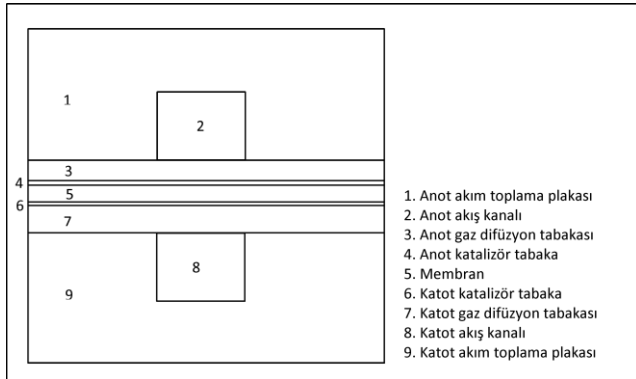 1
2
3
4
5
6
7
8
9
1. Anot akım toplama plakası
2. Anot akış kanalı
3. Anot gaz difüzyon tabakası
4. Anot katalizör tabaka
5. Membran
6. Katot katalizör tabaka
7. Katot gaz difüzyon tabakası
8. Katot akış kanalı
9. Katot akım toplama plakası